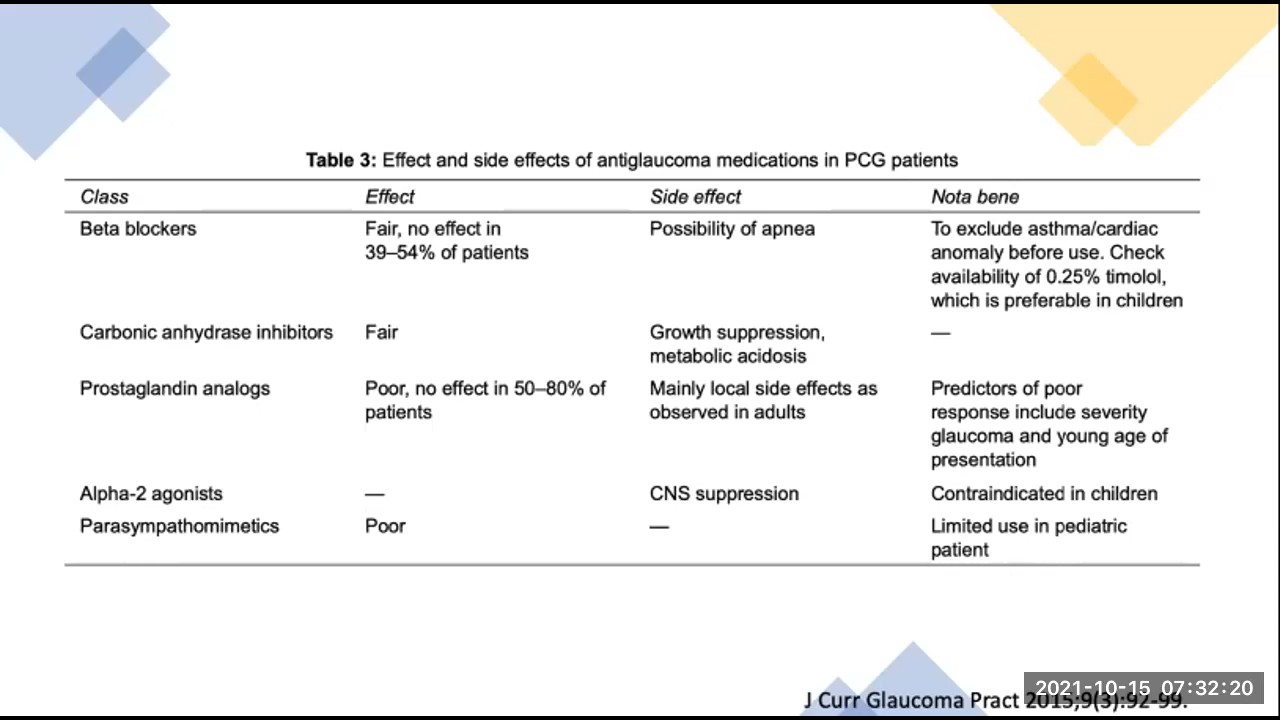 Table 3: Effect and side effects of antiglaucoma medications in PCG patients
Class Effect Side effect Nota bene
Beta blockers Fair, no effect in Possibility of apnea To exclude asthma/cardiac
39–54% of patients anomaly before use. Check
availability of 0.25% timolol,
which is preferable in children
Carbonic anhydrase inhibitors Fair Growth suppression, —
metabolic acidosis
Prostaglandin analogs Poor, no effect in 50–80% of Mainly local side effects as Predictors of poor
patients observed in adults response include severity
glaucoma and young age of
presentation
Alpha-2 agonists — CNS suppression Contraindicated in children
Parasympathomimetics Poor — Limited use in pediatric
patient
2021-10-15 07:32:20
J Curr Glaucoma Pract 2015;9(3):92-99.